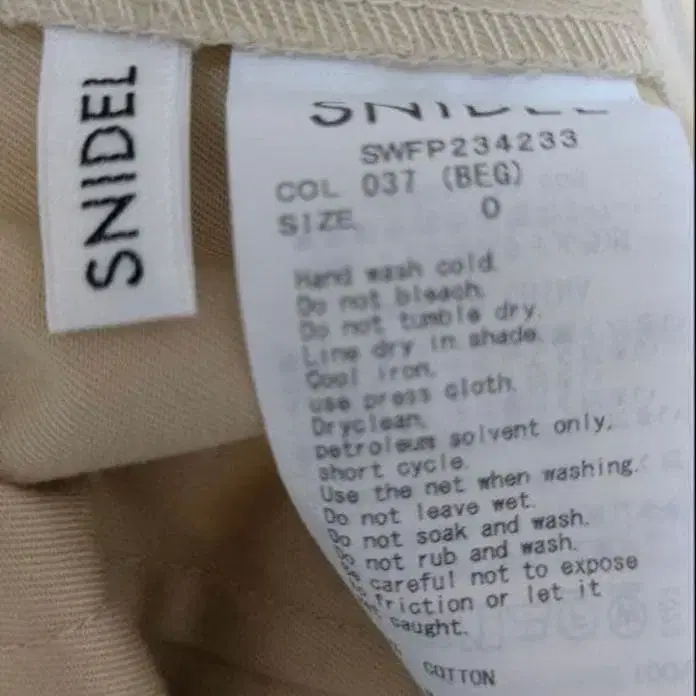 SNIDEL
SNIDEL
SWFP234233
COL 037 (BEG)
SIZE 0
Hand wash cold.
Do not bleach.
Do not tumble dry.
Line dry in shade.
Cool iron.
use press cloth.
Dryclean.
petroleum solvent only,
short cycle.
Use the net when washing.
Do not leave wet.
Do not soak and wash.
Do not rub and wash.
careful not to expose
friction or let it
caught.
COTTON